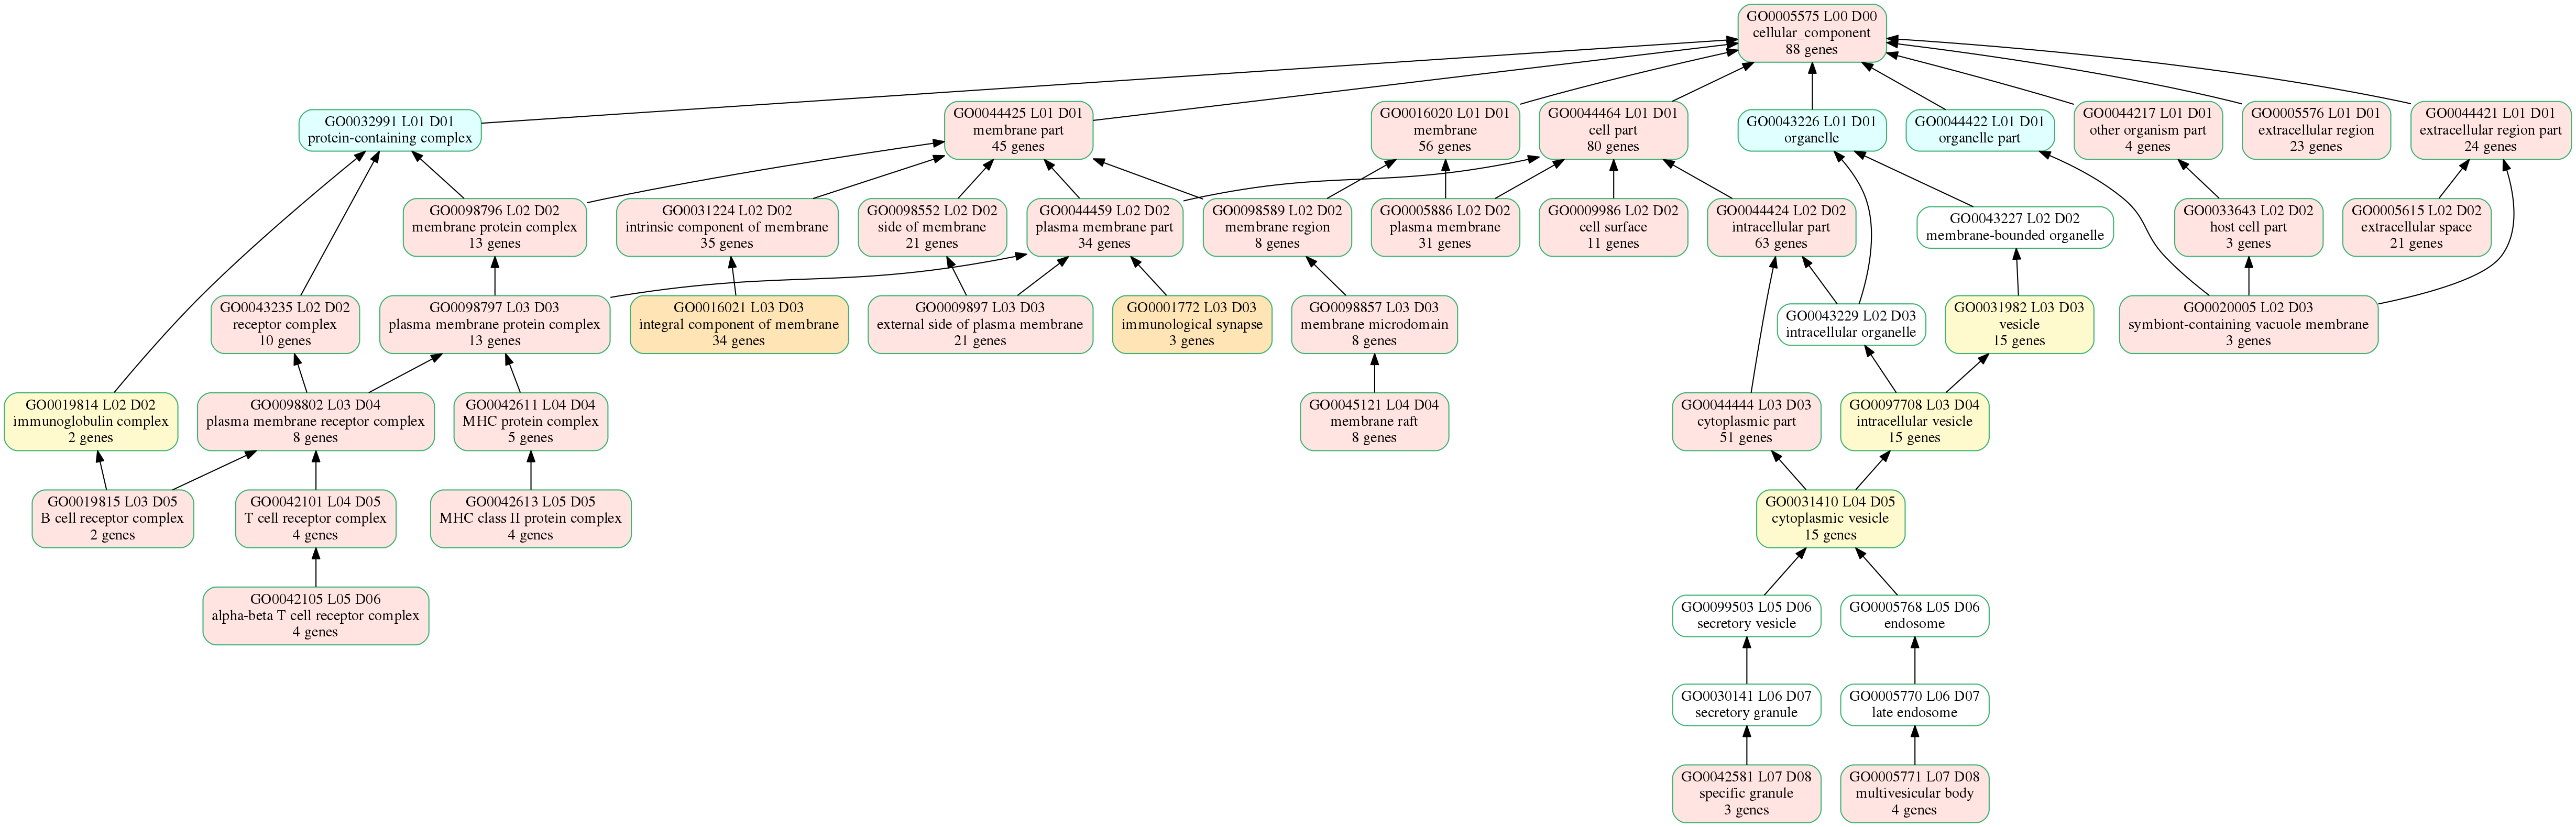 GO0005575 L00 D00
cellular_component
88 genes
GO0032991 L01 D01
protein-containing complex
GO0044425 L01 D01
membrane part
45 genes
GO0016020 L01 D01
membrane
56 genes
GO0044464 L01 D01
cell part
80 genes
GO0043226 L01 D01
organelle
GO0044422 L01 D01
organelle part
GO0044217 L01 D01
other organism part
4 genes
GO0005576 L01 D01
extracellular region
23 genes
GO0044421 L01 D01
extracellular region part
24 genes
GO0098796 L02 D02
membrane protein complex
13 genes
GO0031224 L02 D02
intrinsic component of membrane
35 genes
GO0098552 L02 D02
side of membrane
21 genes
GO0044459 L02 D02
plasma membrane part
34 genes
GO0098589 L02 D02
membrane region
8 genes
GO0005886 L02 D02
plasma membrane
31 genes
GO0009986 L02 D02
cell surface
11 genes
GO0044424 L02 D02
intracellular part
63 genes
GO0043227 L02 D02
membrane-bounded organelle
GO0033643 L02 D02
host cell part
3 genes
GO0005615 L02 D02
extracellular space
21 genes
GO0043235 L02 D02
receptor complex
10 genes
GO0098797 L03 D03
plasma membrane protein complex
13 genes
GO0016021 L03 D03
integral component of membrane
34 genes
GO0009897 L03 D03
external side of plasma membrane
21 genes
GO0001772 L03 D03
immunological synapse
3 genes
GO0098857 L03 D03
membrane microdomain
8 genes
GO0043229 L02 D03
intracellular organelle
GO0031982 L03 D03
vesicle
15 genes
GO0020005 L02 D03
symbiont-containing vacuole membrane
3 genes
GO0019814 L02 D02
immunoglobulin complex
2 genes
GO0098802 L03 D04
plasma membrane receptor complex
8 genes
GO0042611 L04 D04
MHC protein complex
5 genes
GO0045121 L04 D04
membrane raft
8 genes
GO0044444 L03 D03
cytoplasmic part
51 genes
GO0097708 L03 D04
intracellular vesicle
15 genes
GO0019815 L03 D05
B cell receptor complex
2 genes
GO0042101 L04 D05
T cell receptor complex
4 genes
GO0042613 L05 D05
MHC class II protein complex
4 genes
GO0031410 L04 D05
cytoplasmic vesicle
15 genes
GO0042105 L05 D06
alpha-beta T cell receptor complex
4 genes
GO0099503 L05 D06
secretory vesicle
GO0005768 L05 D06
endosome
GO0030141 L06 D07
secretory granule
GO0005770 L06 D07
late endosome
GO0042581 L07 D08
specific granule
3 genes
GO0005771 L07 D08
multivesicular body
4 genes